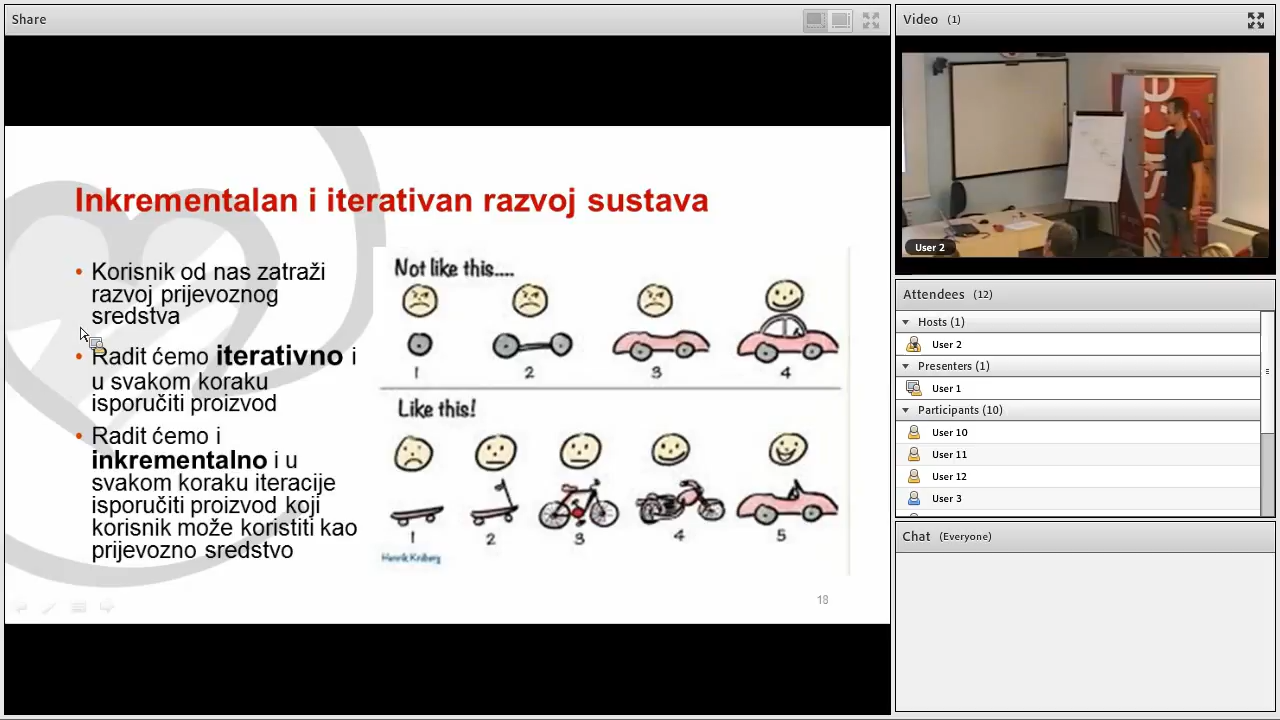 Share
Inkrementalan i iterativan razvoj sustava
• Korisnik od nas zatraži
razvoj prijevoznog
sredstva
• Radit ćemo iterativno i
u svakom koraku
isporučiti proizvod
• Radit ćemo i
inkrementalno i u
svakom koraku iteracije
isporučiti proizvod koji
korisnik može koristiti kao
prijevozno sredstvo
Not like this....
1 2 3 4
Like this!
1 2 3 4 5
Henrik Kniberg
18
Video (1)
srce
User 2
Attendees (12)
Hosts (1)
User 2
Presenters (1)
User 1
Participants (10)
User 10
User 11
User 12
User 3
Chat (Everyone)